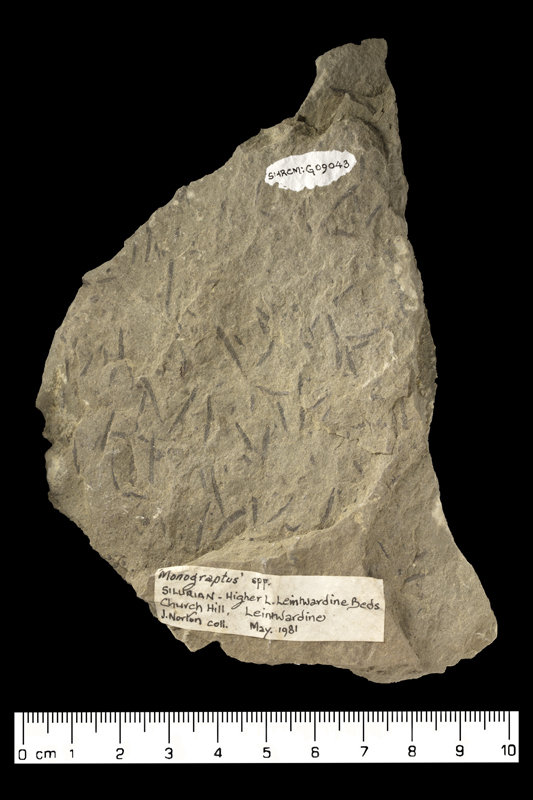 SHRCM:G09043
'Monograptus' spp.
SILURIAN - Higher L. Leintwardine Beds
Church Hill, Leintwardine
J. Norton coll. May. 1981
0 cm 1 2 3 4 5 6 7 8 9 10